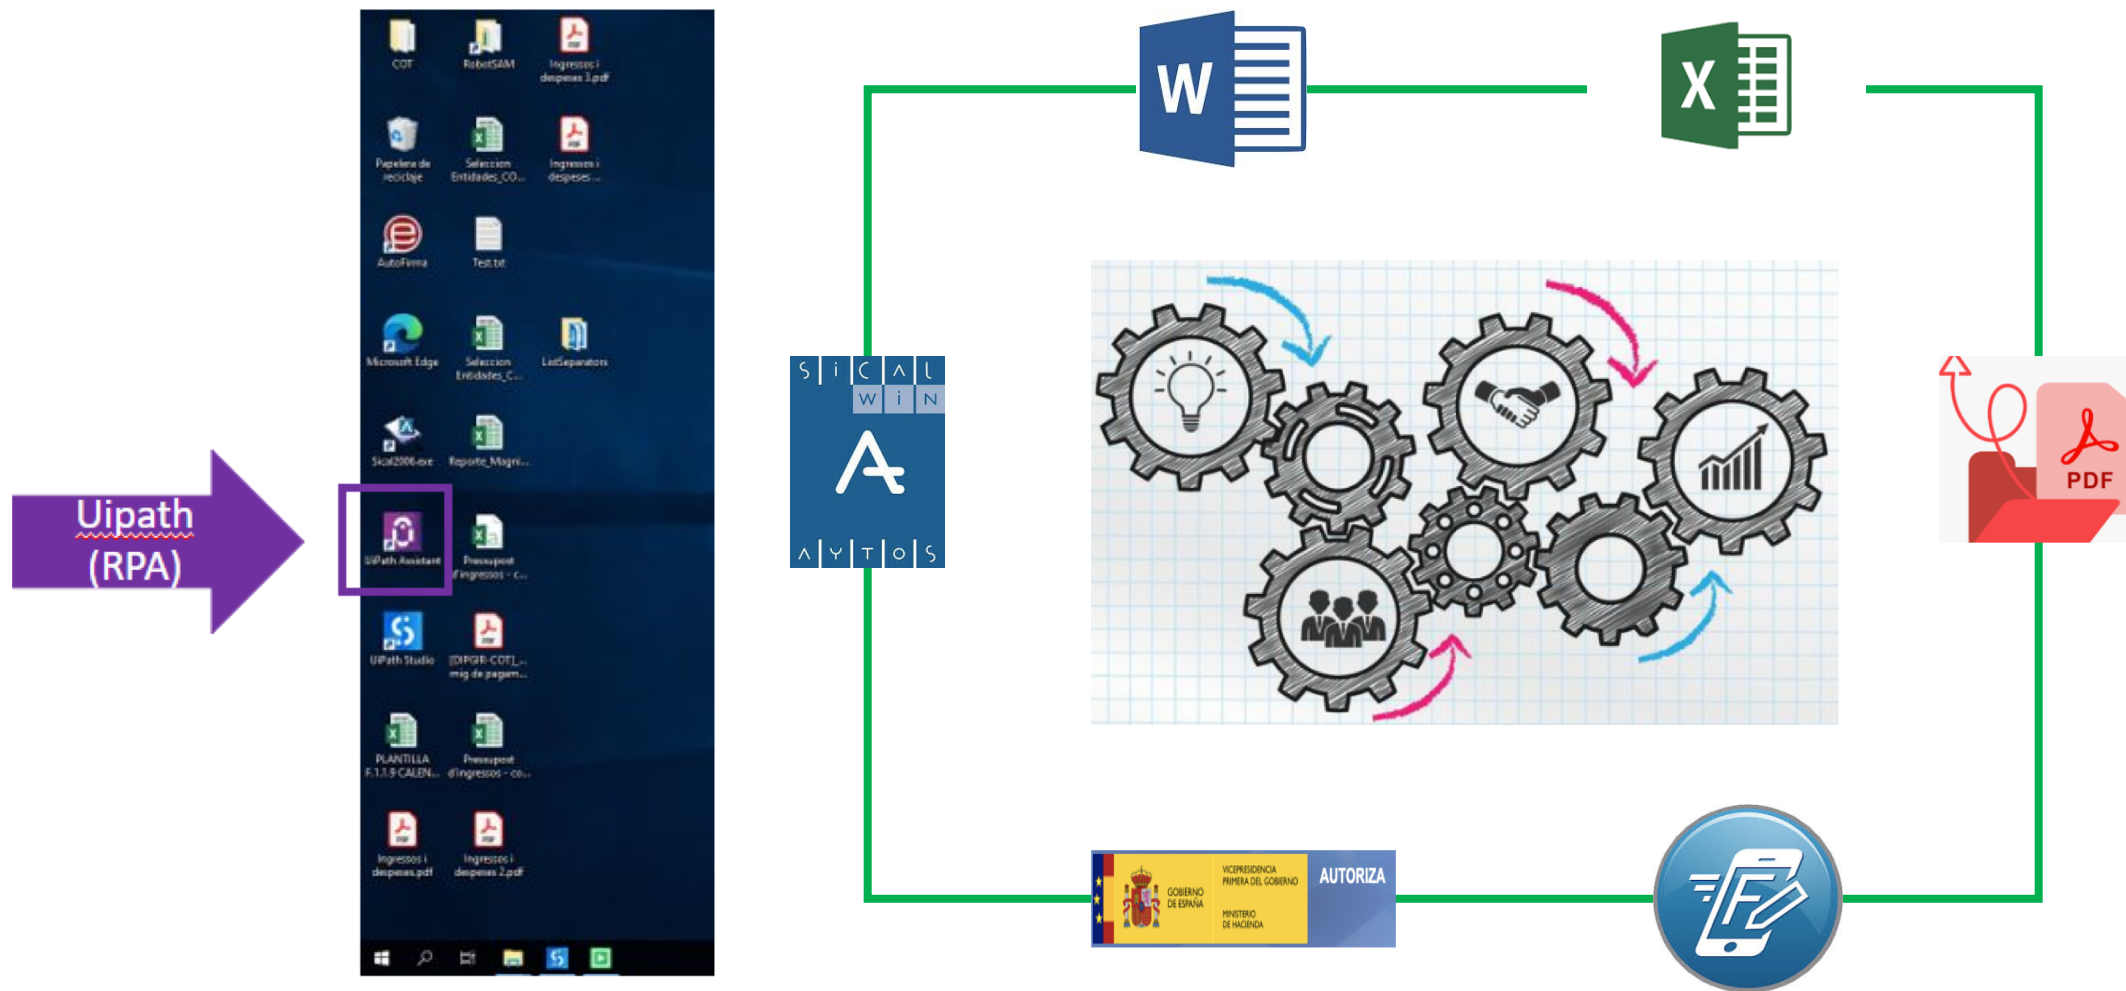 Uipath
(RPA)
COT
RobotSAM
Ingressos i
despeses 3.pdf
Papelera de
reciclaje
Seleccion
Entidades_CO...
Ingressos i
despeses ...
AutoFirma
Test.txt
Microsoft Edge
Seleccion
Entidades_C...
ListSeparators
Sical2006.exe
Reporte_Magni...
UiPath Assistant
Pressupost
d'ingressos - c...
UiPath Studio
[DIPGIR-COT]_...
mig de pagam...
PLANTILLA
F.1.1.9 CALEN...
Pressupost
d'ingressos - co...
Ingressos i
despeses.pdf
Ingressos i
despeses 2.pdf
W
X
SiCAL
WiN
A
AYTOS
PDF
GOBIERNO
DE ESPAÑA
VICEPRESIDENCIA
PRIMERA DEL GOBIERNO
MINISTERIO
DE HACIENDA
AUTORIZA
F